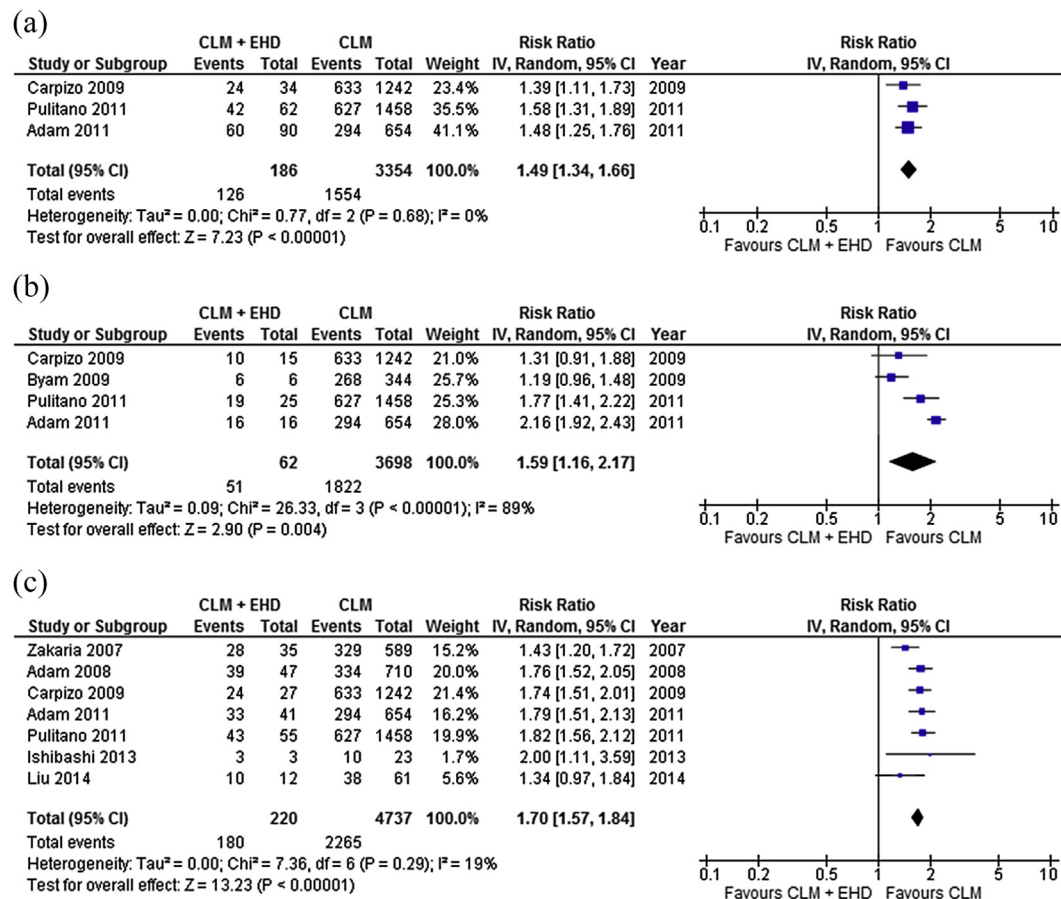 (a)
CLM + EHD CLM Risk Ratio Risk Ratio
Study or Subgroup Events Total Events Total Weight IV, Random, 95% CI Year IV, Random, 95% CI
Carpizo 2009 24 34 633 1242 23.4% 1.39 [1.11, 1.73] 2009
Pulitano 2011 42 62 627 1458 35.5% 1.58 [1.31, 1.89] 2011
Adam 2011 60 90 294 654 41.1% 1.48 [1.25, 1.76] 2011
Total (95% CI) 186 3354 100.0% 1.49 [1.34, 1.66]
Total events 126 1554
Heterogeneity: Tau² = 0.00; Chi² = 0.77, df = 2 (P = 0.68); I² = 0%
Test for overall effect: Z = 7.23 (P < 0.00001)
0.1 0.2 0.5 1 2 5 10
Favours CLM + EHD Favours CLM
(b)
CLM + EHD CLM Risk Ratio Risk Ratio
Study or Subgroup Events Total Events Total Weight IV, Random, 95% CI Year IV, Random, 95% CI
Carpizo 2009 10 15 633 1242 21.0% 1.31 [0.91, 1.88] 2009
Byam 2009 6 6 268 344 25.7% 1.19 [0.96, 1.48] 2009
Pulitano 2011 19 25 627 1458 25.3% 1.77 [1.41, 2.22] 2011
Adam 2011 16 16 294 654 28.0% 2.16 [1.92, 2.43] 2011
Total (95% CI) 62 3698 100.0% 1.59 [1.16, 2.17]
Total events 51 1822
Heterogeneity: Tau² = 0.09; Chi² = 26.33, df = 3 (P < 0.00001); I² = 89%
Test for overall effect: Z = 2.90 (P = 0.004)
0.1 0.2 0.5 1 2 5 10
Favours CLM + EHD Favours CLM
(c)
CLM + EHD CLM Risk Ratio Risk Ratio
Study or Subgroup Events Total Events Total Weight IV, Random, 95% CI Year IV, Random, 95% CI
Zakaria 2007 28 35 329 589 15.2% 1.43 [1.20, 1.72] 2007
Adam 2008 39 47 334 710 20.0% 1.76 [1.52, 2.05] 2008
Carpizo 2009 24 27 633 1242 21.4% 1.74 [1.51, 2.01] 2009
Adam 2011 33 41 294 654 16.2% 1.79 [1.51, 2.13] 2011
Pulitano 2011 43 55 627 1458 19.9% 1.82 [1.56, 2.12] 2011
Ishibashi 2013 3 3 10 23 1.7% 2.00 [1.11, 3.59] 2013
Liu 2014 10 12 38 61 5.6% 1.34 [0.97, 1.84] 2014
Total (95% CI) 220 4737 100.0% 1.70 [1.57, 1.84]
Total events 180 2265
Heterogeneity: Tau² = 0.00; Chi² = 7.36, df = 6 (P = 0.29); I² = 19%
Test for overall effect: Z = 13.23 (P < 0.00001)
0.1 0.2 0.5 1 2 5 10
Favours CLM + EHD Favours CLM